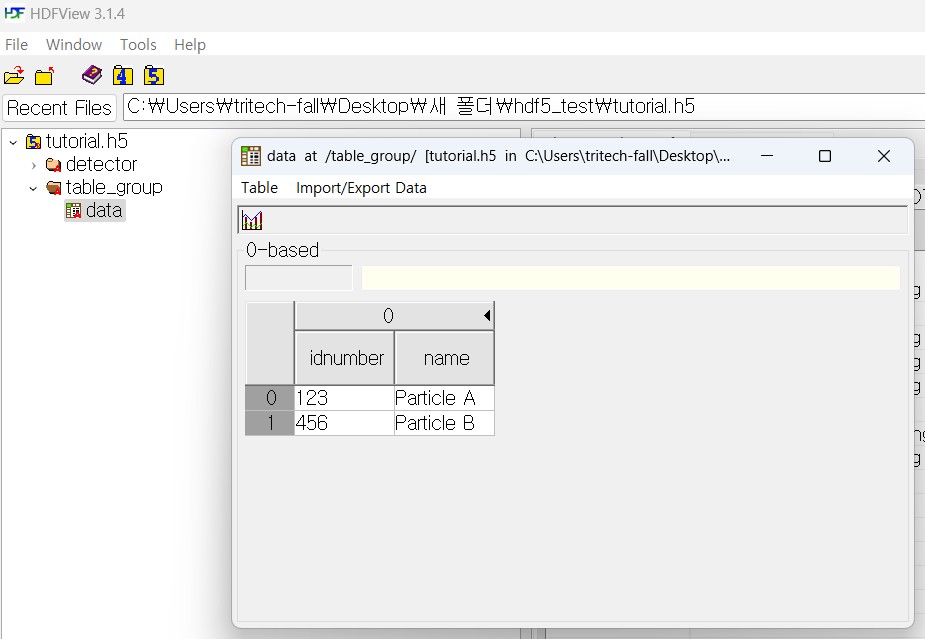 HDFView 3.1.4
File Window Tools Help
4 5
Recent Files C:₩Users₩tritech-fall₩Desktop₩새 폴더₩hdf5_test₩tutorial.h5
tutorial.h5
detector
table_group
data
data at /table_group/ [tutorial.h5 in C:\Users\tritech-fall\Desktop\...
Table Import/Export Data
0-based
0
idnumber name
0 123 Particle A
1 456 Particle B